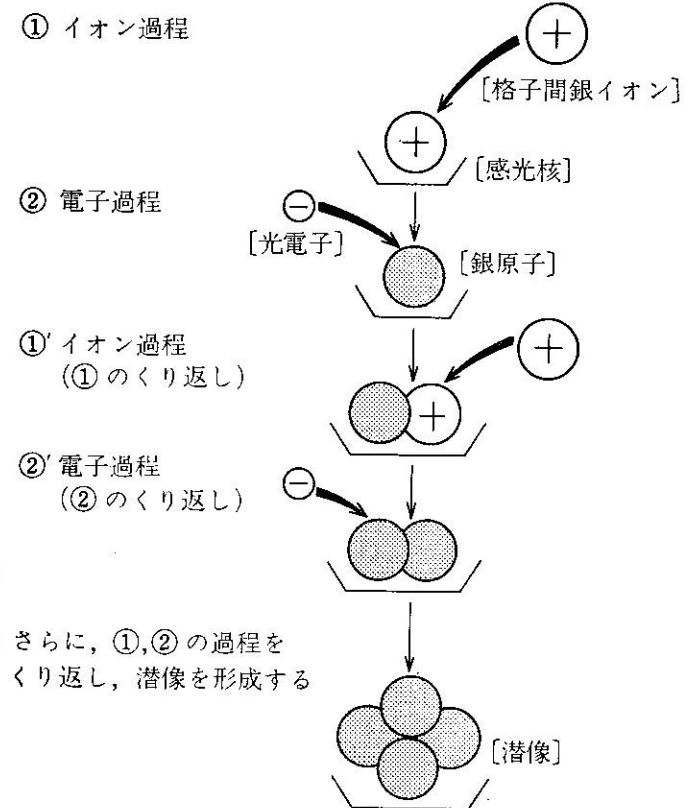 ① イオン過程
+
[格子間銀イオン]
+
[感光核]
② 電子過程
−
[光電子]
[銀原子]
①′ イオン過程
(① のくり返し)
+
+
②′ 電子過程
(② のくり返し)
−
さらに, ①,② の過程を
くり返し, 潜像を形成する
[潜像]